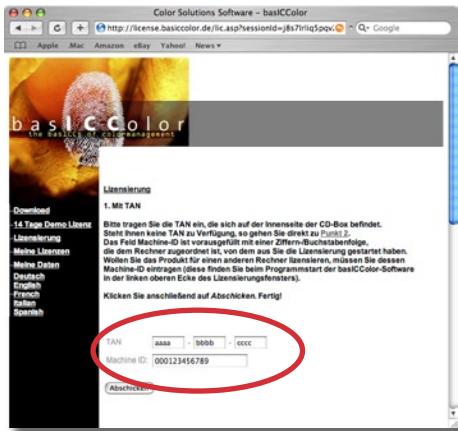 Color Solutions Software – basICColor
http://license.basiccolor.de/lic.asp?sessionId=j8s7IrIiq5pqv
Google
Apple .Mac Amazon eBay Yahoo! News ▾
basICColor
the basICCs of colormanagement
Lizensierung
1. Mit TAN
Bitte tragen Sie die TAN ein, die sich auf der Innenseite der CD-Box befindet.
Steht Ihnen keine TAN zu Verfügung, so gehen Sie direkt zu Punkt 2.
Das Feld Machine-ID ist vorausgefüllt mit einer Ziffern-/Buchstabenfolge,
die dem Rechner zugeordnet ist, von dem aus Sie die Lizensierung gestartet haben.
Wollen Sie das Produkt für einen anderen Rechner lizensieren, müssen Sie dessen
Machine-ID eintragen (diese finden Sie beim Programmstart der basICColor-Software
in der linken oberen Ecke des Lizensierungsfensters).
Klicken Sie anschließend auf Abschicken. Fertig!
Download
14 Tage Demo Lizenz
Lizensierung
Meine Lizenzen
Meine Daten
Deutsch
English
French
Italian
Spanish
TAN aaaa - bbbb - cccc
Machine ID: 000123456789
Abschicken